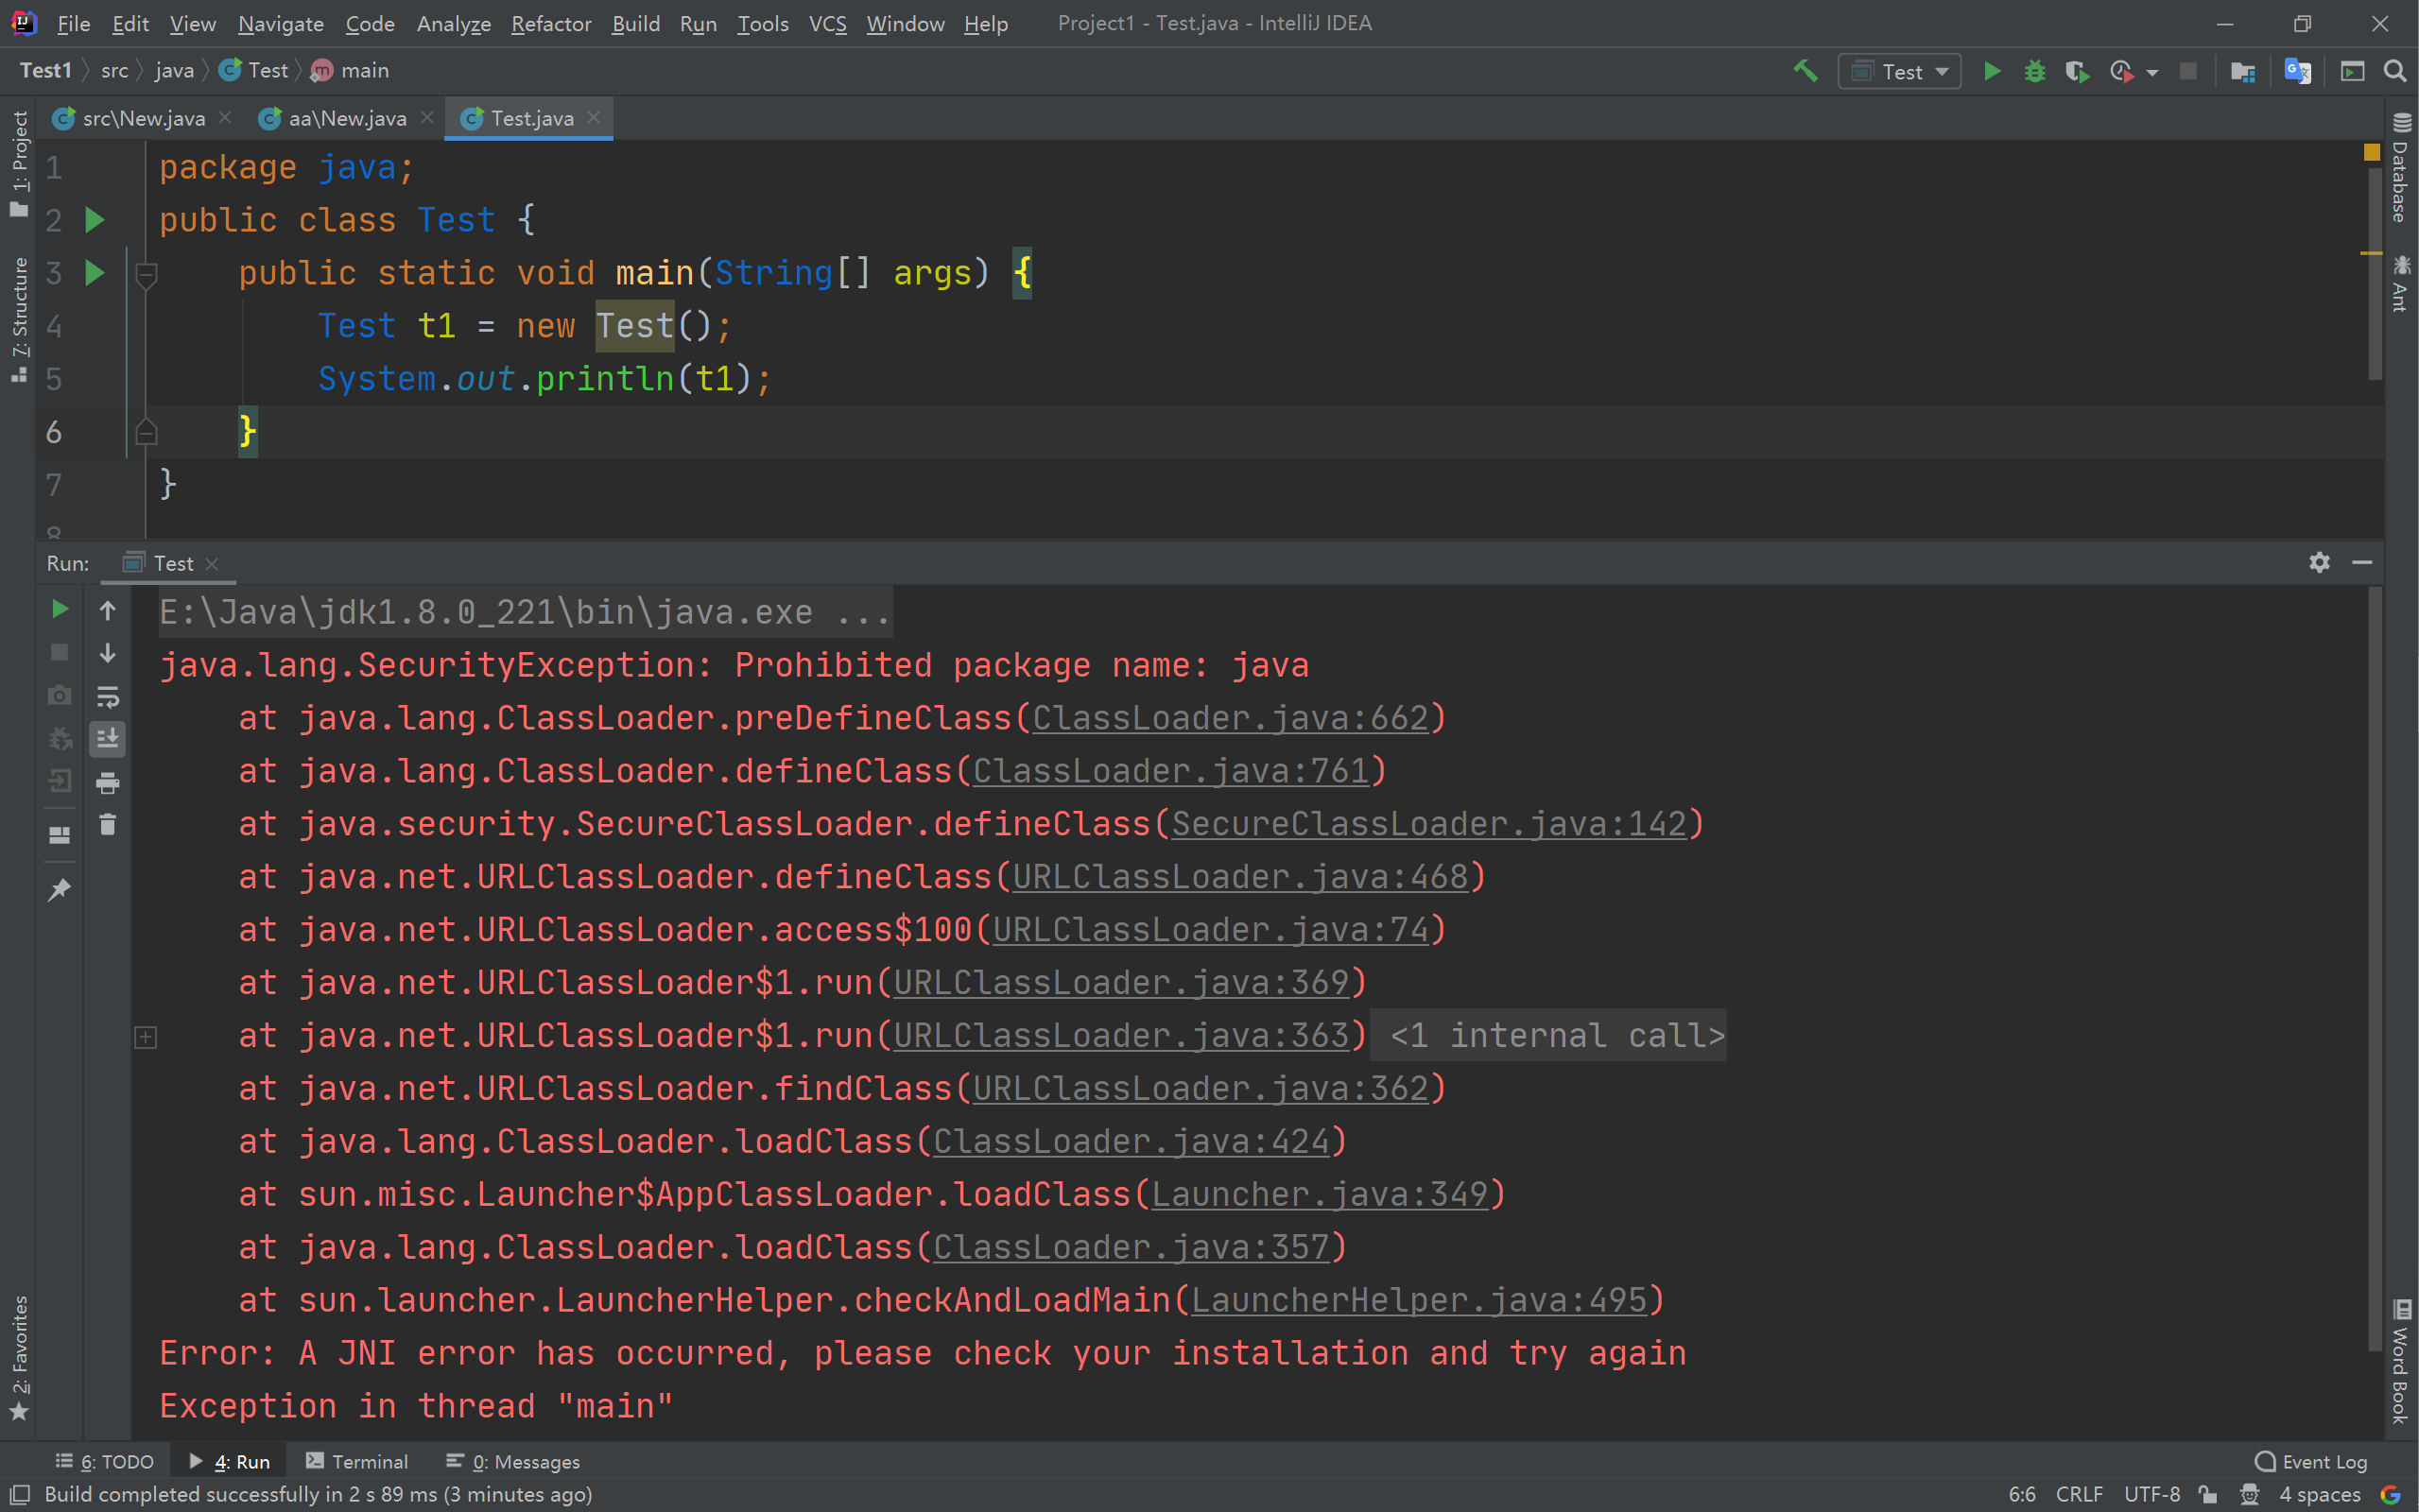 File Edit View Navigate Code Analyze Refactor Build Run Tools VCS Window Help Project1 - Test.java - IntelliJ IDEA
Test1 src java Test main Test
src\New.java aa\New.java Test.java
1 package java;
2 public class Test {
3 public static void main(String[] args) {
4 Test t1 = new Test();
5 System.out.println(t1);
6 }
7 }
8
1: Project
7: Structure
2: Favorites
Database
Ant
Word Book
Run: Test
E:\Java\jdk1.8.0_221\bin\java.exe ...
java.lang.SecurityException: Prohibited package name: java
at java.lang.ClassLoader.preDefineClass(ClassLoader.java:662)
at java.lang.ClassLoader.defineClass(ClassLoader.java:761)
at java.security.SecureClassLoader.defineClass(SecureClassLoader.java:142)
at java.net.URLClassLoader.defineClass(URLClassLoader.java:468)
at java.net.URLClassLoader.access$100(URLClassLoader.java:74)
at java.net.URLClassLoader$1.run(URLClassLoader.java:369)
at java.net.URLClassLoader$1.run(URLClassLoader.java:363) <1 internal call>
at java.net.URLClassLoader.findClass(URLClassLoader.java:362)
at java.lang.ClassLoader.loadClass(ClassLoader.java:424)
at sun.misc.Launcher$AppClassLoader.loadClass(Launcher.java:349)
at java.lang.ClassLoader.loadClass(ClassLoader.java:357)
at sun.launcher.LauncherHelper.checkAndLoadMain(LauncherHelper.java:495)
Error: A JNI error has occurred, please check your installation and try again
Exception in thread "main"
6: TODO 4: Run Terminal 0: Messages Event Log
Build completed successfully in 2 s 89 ms (3 minutes ago) 6:6 CRLF UTF-8 4 spaces